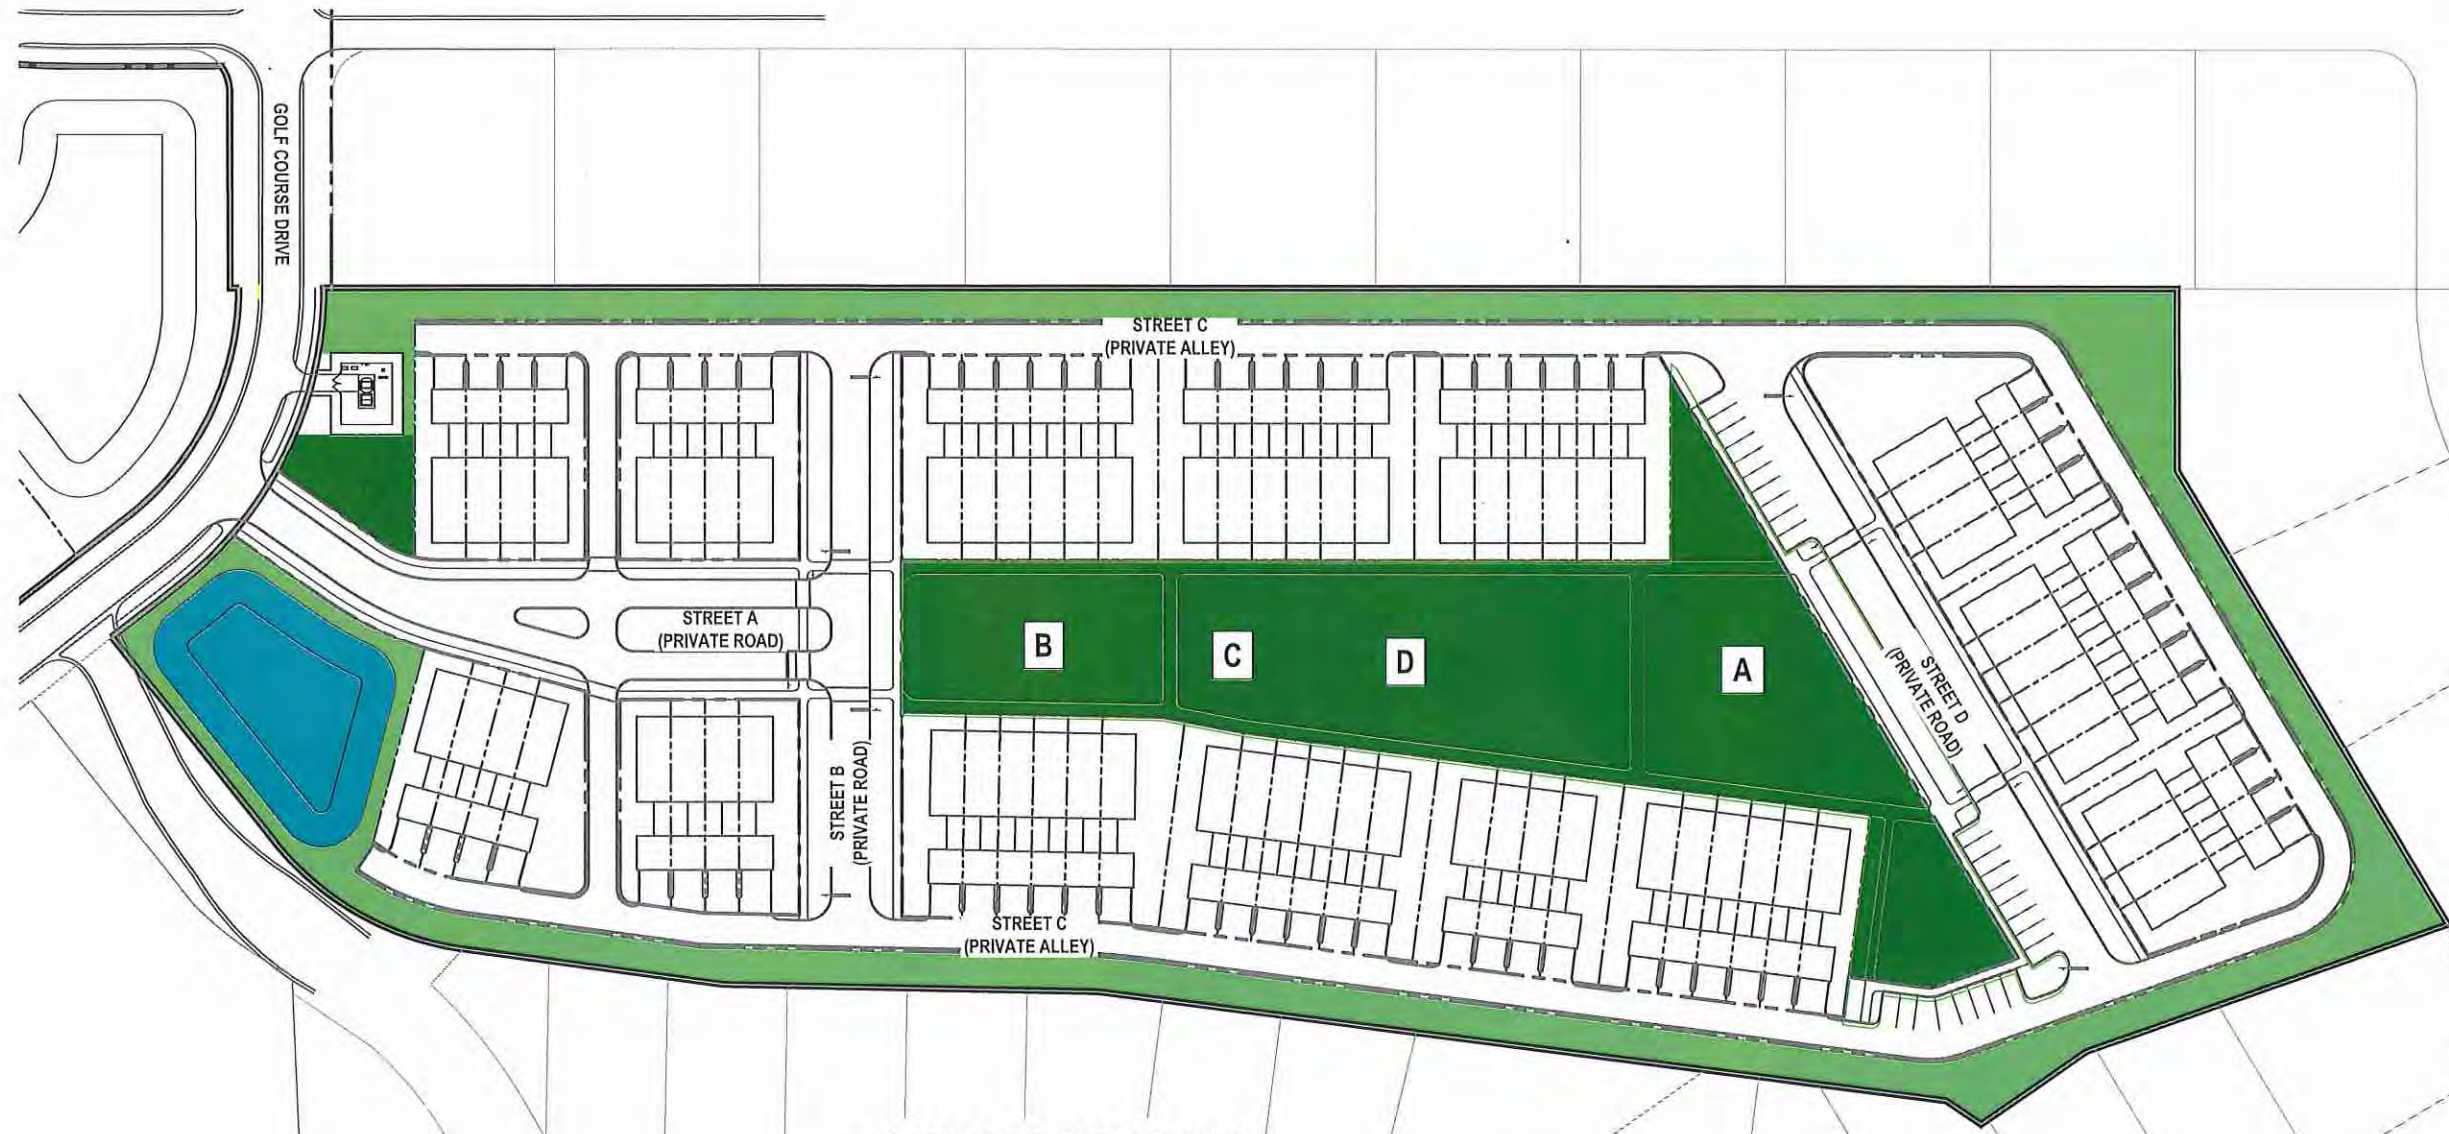 GOLF COURSE DRIVE
STREET C
(PRIVATE ALLEY)
STREET A
(PRIVATE ROAD)
B
C
D
A
STREET D
(PRIVATE ROAD)
STREET B
(PRIVATE ROAD)
STREET C
(PRIVATE ALLEY)